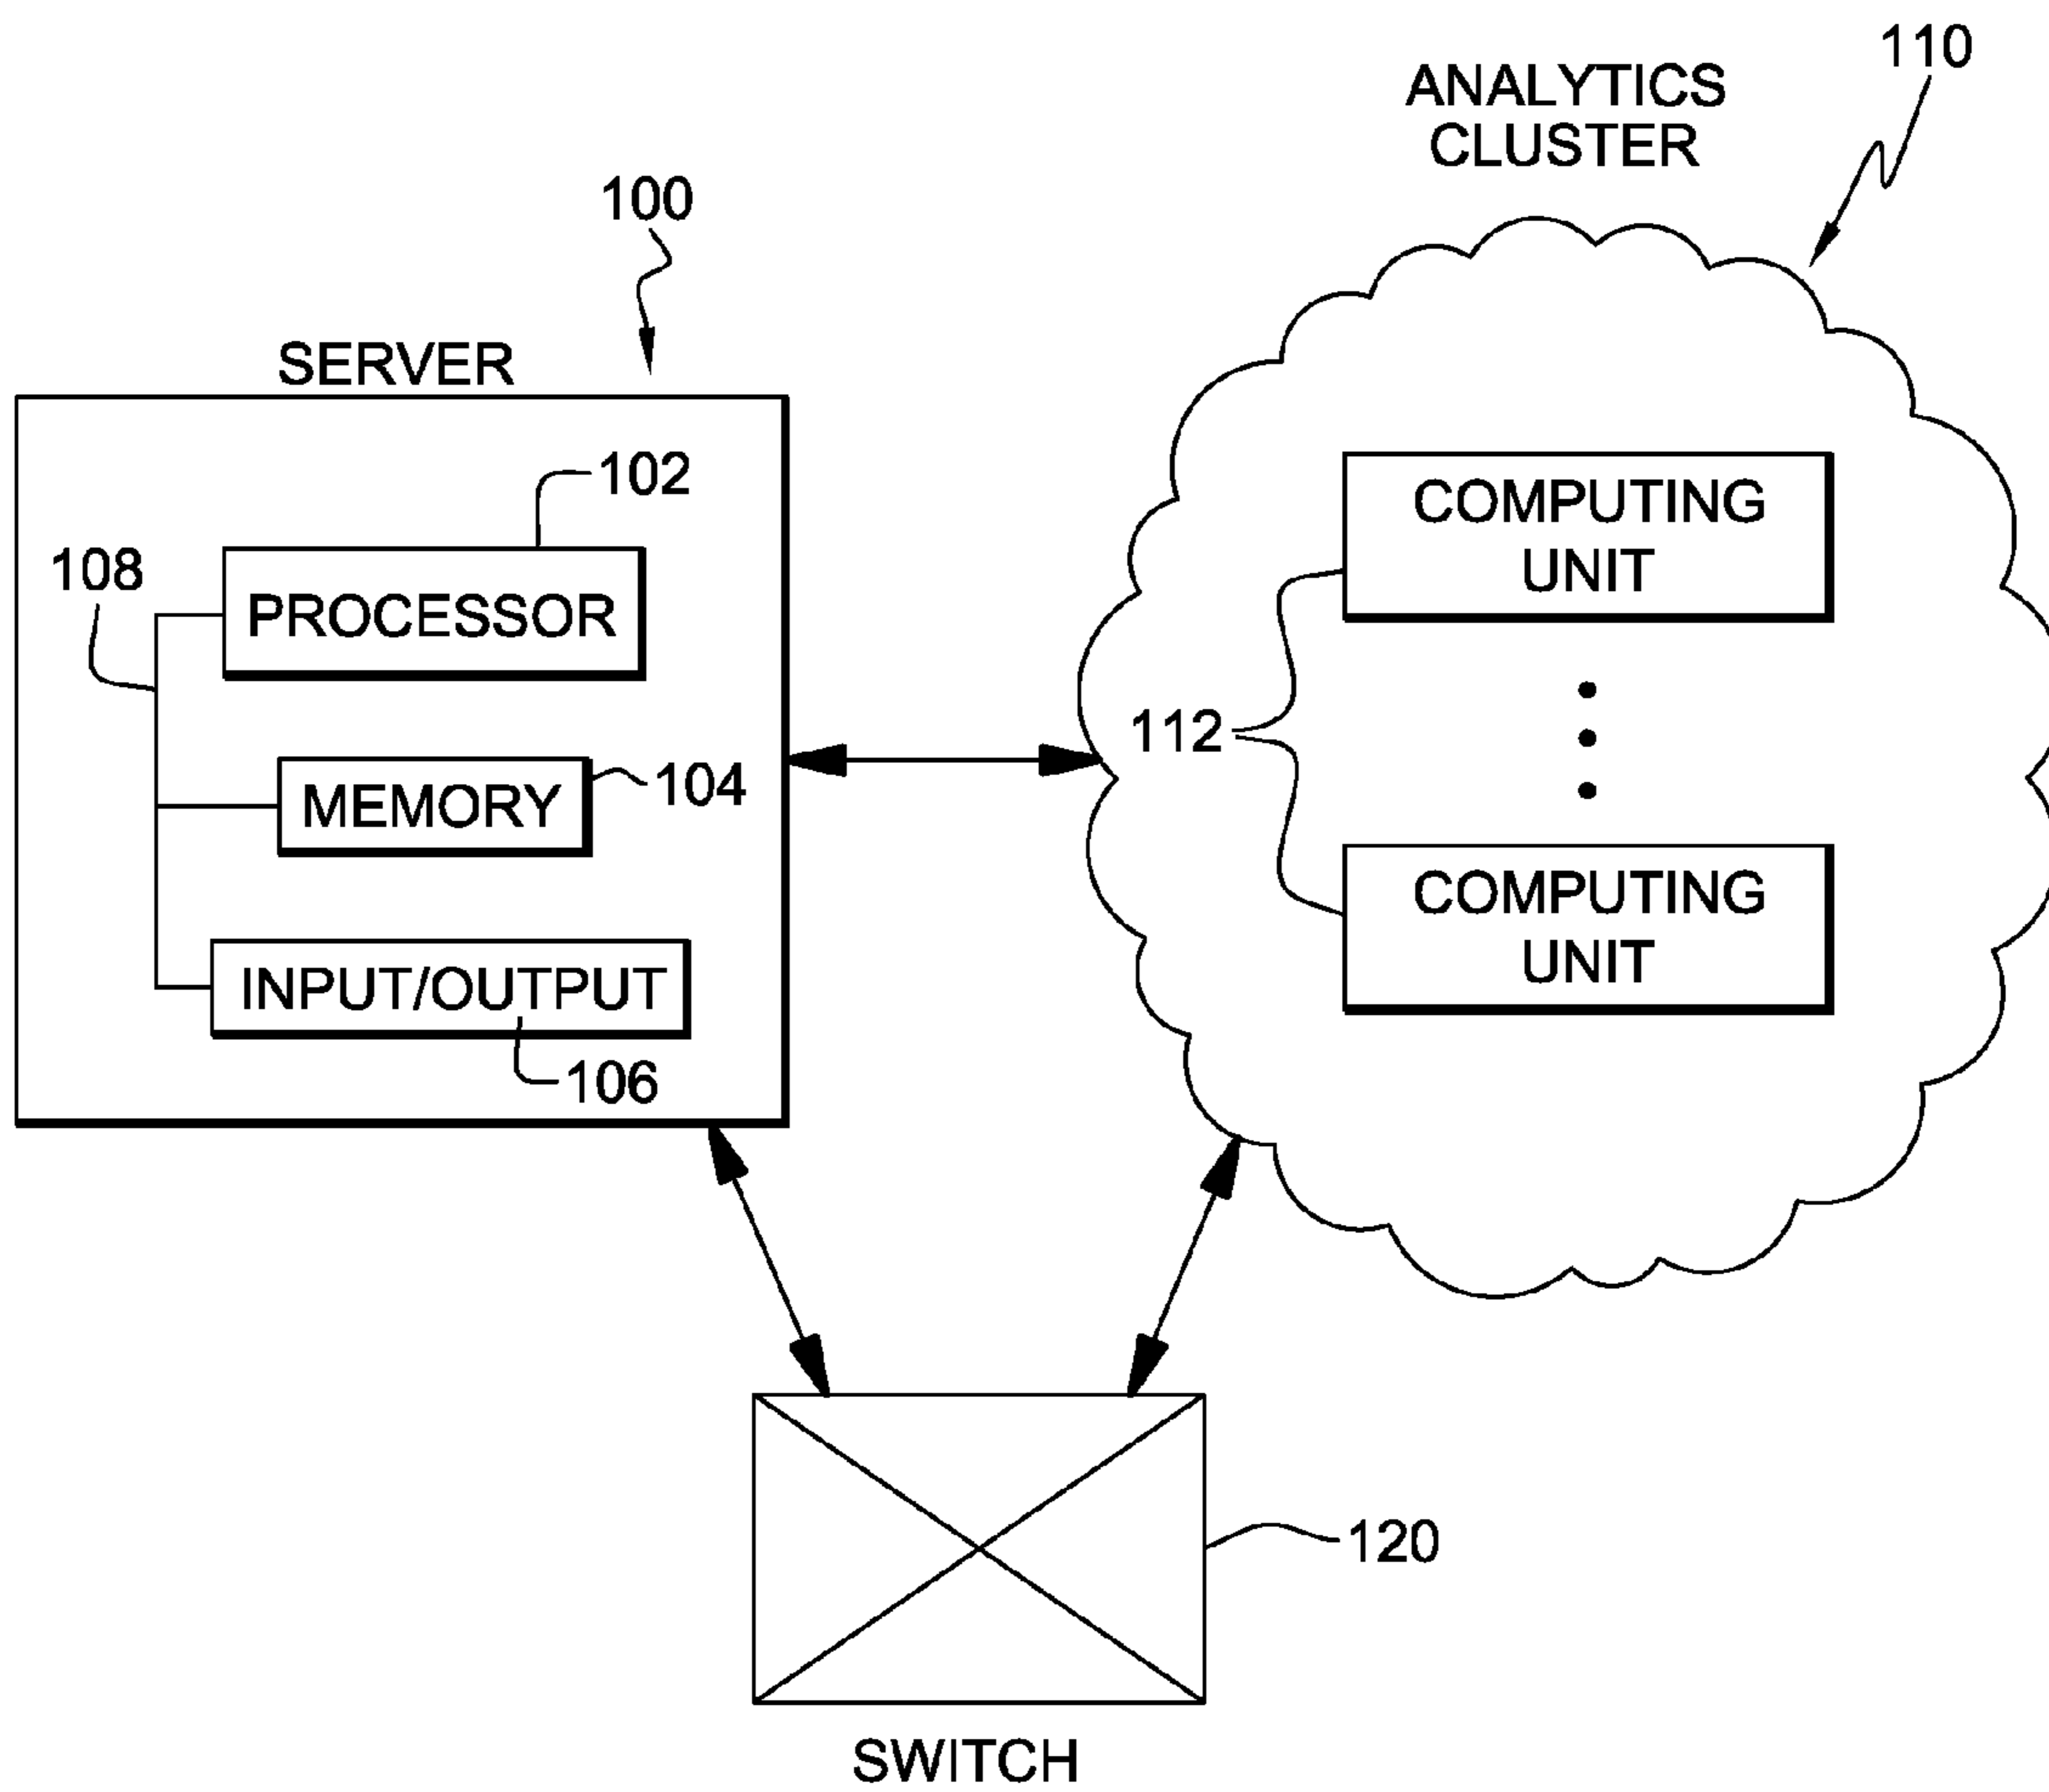 110
ANALYTICS
CLUSTER
100
SERVER
102
COMPUTING
UNIT
108
PROCESSOR
112
104
MEMORY
COMPUTING
UNIT
INPUT/OUTPUT
106
120
SWITCH